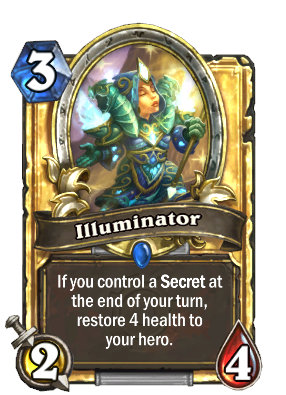 3
Illuminator
If you control a Secret at
the end of your turn,
restore 4 health to
your hero.
2
4